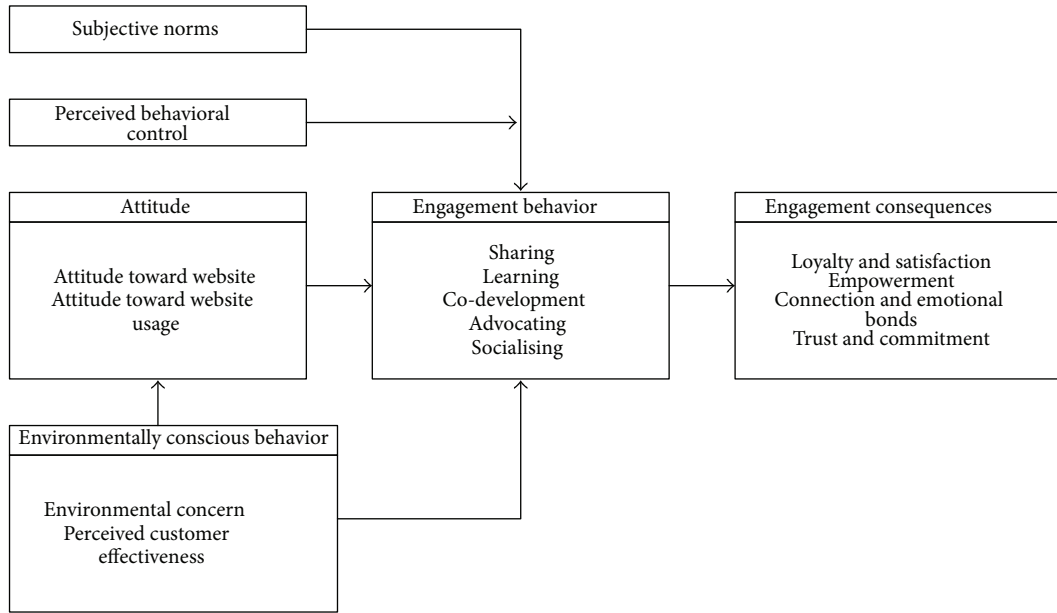 Subjective norms
Perceived behavioral
control
Attitude
Attitude toward website
Attitude toward website
usage
Engagement behavior
Sharing
Learning
Co-development
Advocating
Socialising
Engagement consequences
Loyalty and satisfaction
Empowerment
Connection and emotional
bonds
Trust and commitment
Environmentally conscious behavior
Environmental concern
Perceived customer
effectiveness